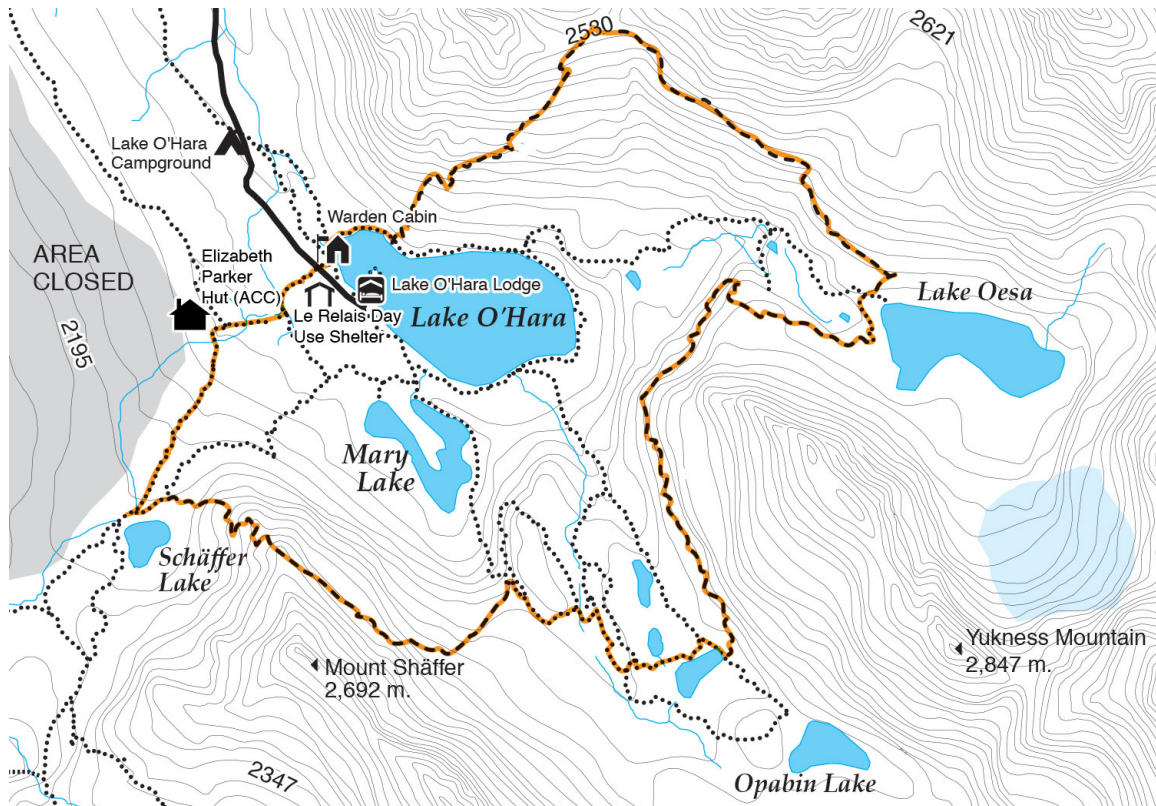 2530
2621
Lake O'Hara
Campground
Warden Cabin
AREA
CLOSED
Elizabeth
Parker
Hut (ACC)
Lake O'Hara Lodge
Lake Oesa
Le Relais Day
Use Shelter
Lake O'Hara
2195
Mary
Lake
Schäffer
Lake
Yukness Mountain
2,847 m.
Mount Shäffer
2,692 m.
2347
Opabin Lake